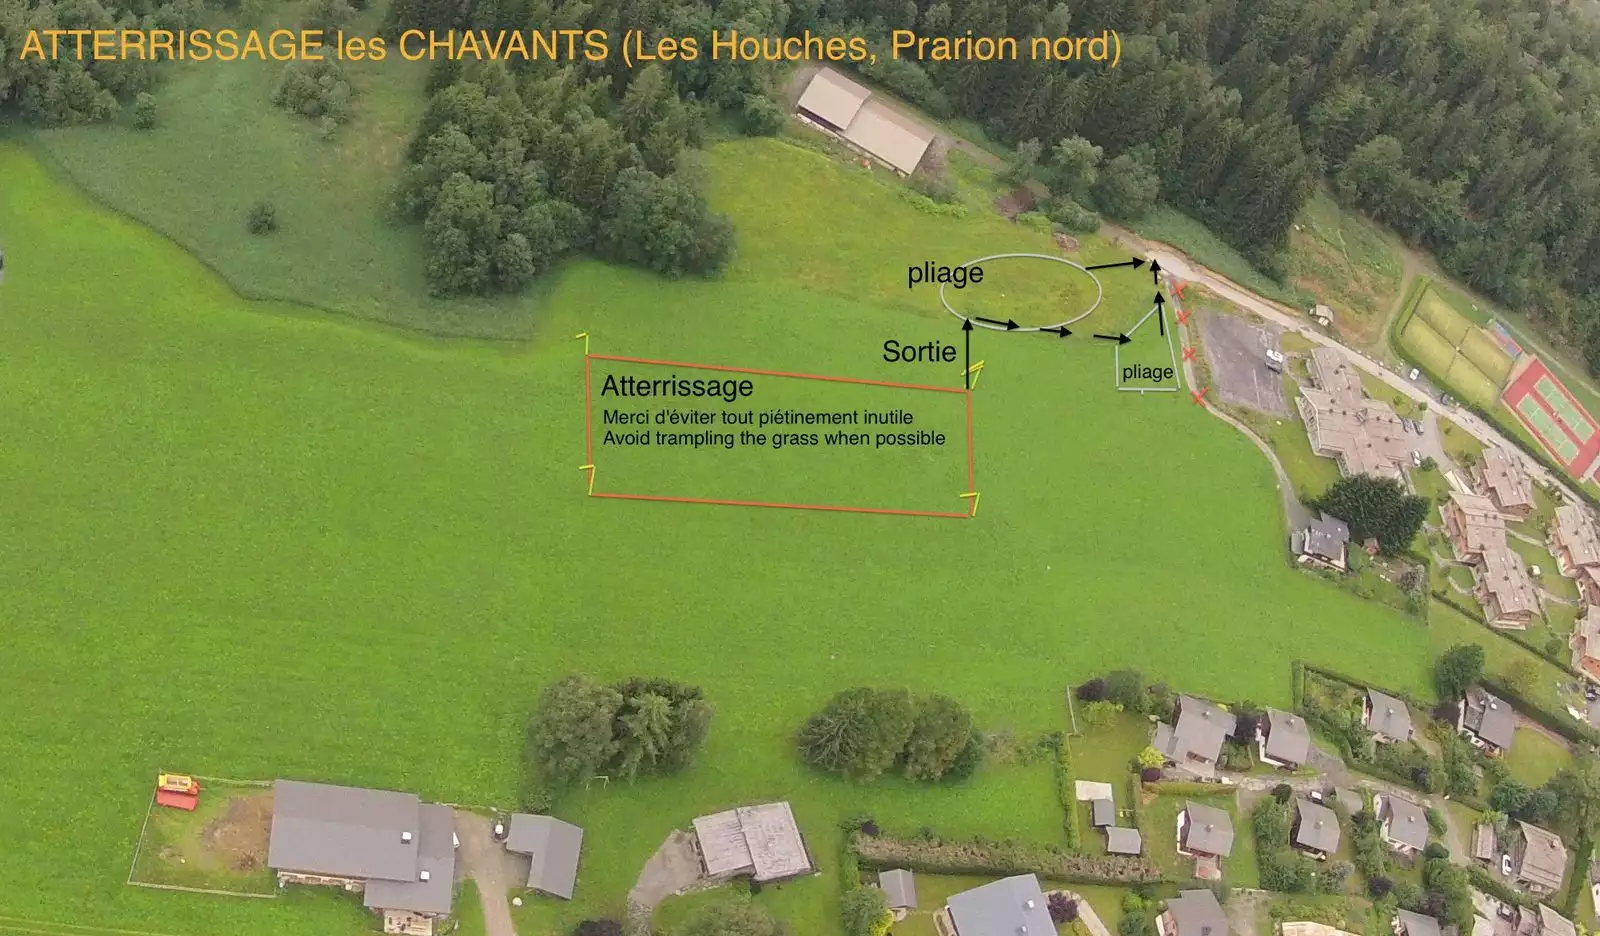 ATTERRISSAGE les CHAVANTS (Les Houches, Prarion nord)
pliage
Sortie
pliage
Atterrissage
Merci d'éviter tout piétinement inutile
Avoid trampling the grass when possible